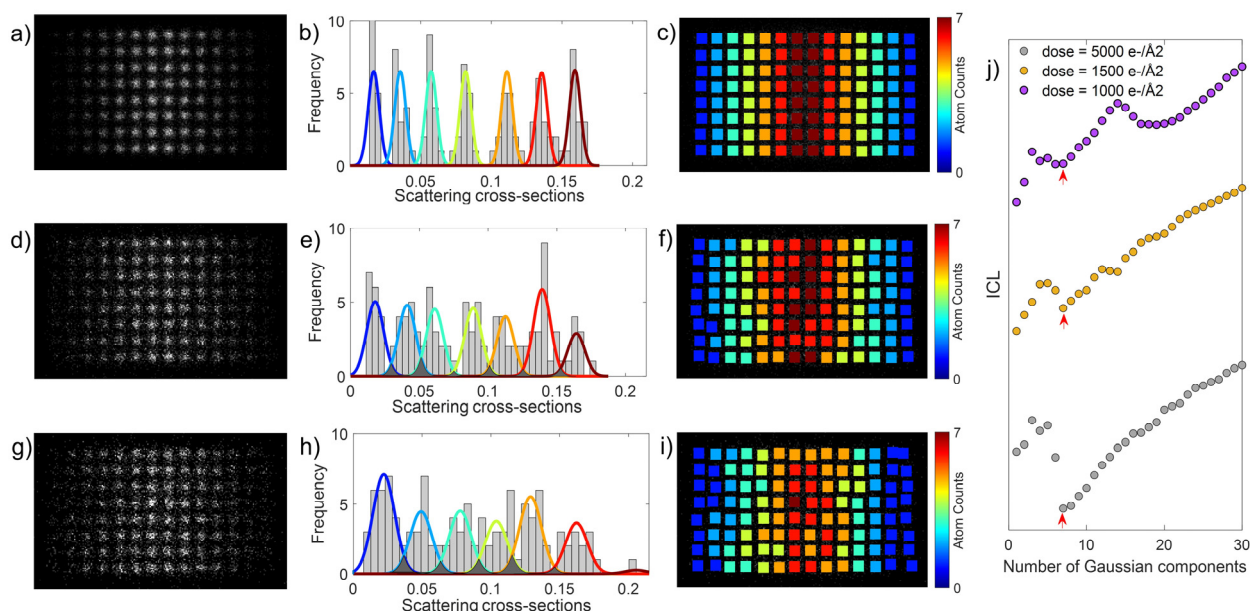 a)
b)
10
5
0
Frequency
0.05
0.1
0.15
0.2
Scattering cross-sections
c)
7
0
Atom Counts
j)
dose = 5000 e-/Å2
dose = 1500 e-/Å2
dose = 1000 e-/Å2
ICL
0
10
20
30
Number of Gaussian components
d)
e)
10
5
0
Frequency
0
0.05
0.1
0.15
0.2
Scattering cross-sections
f)
7
0
Atom Counts
g)
h)
10
5
0
Frequency
0
0.05
0.1
0.15
0.2
Scattering cross-sections
i)
7
0
Atom Counts